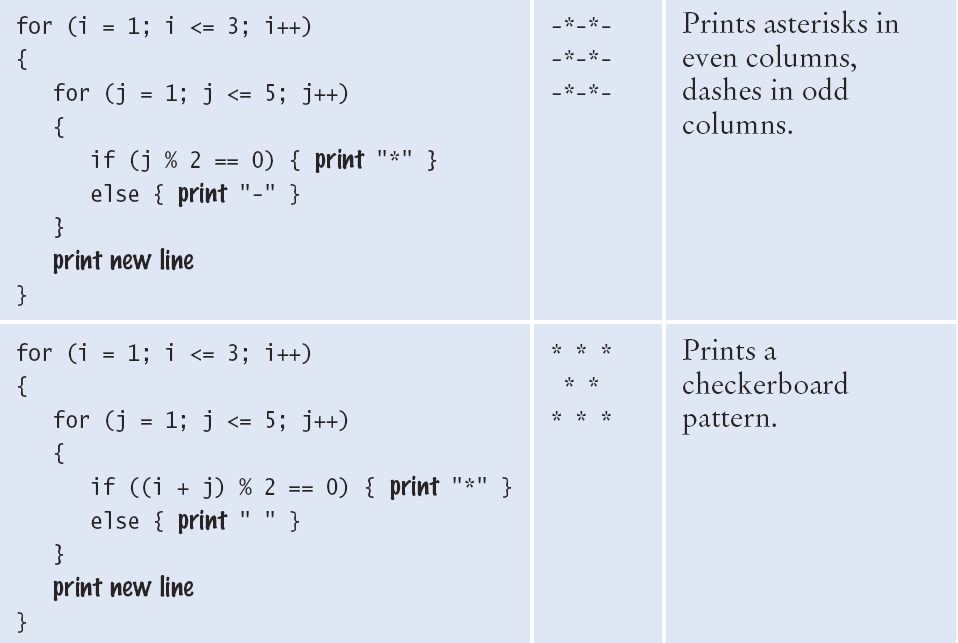 for (i = 1; i <= 3; i++)
{
for (j = 1; j <= 5; j++)
{
if (j % 2 == 0) { print "*" }
else { print "-" }
}
print new line
}
-*-*-
-*-*-
-*-*-
Prints asterisks in
even columns,
dashes in odd
columns.
for (i = 1; i <= 3; i++)
{
for (j = 1; j <= 5; j++)
{
if ((i + j) % 2 == 0) { print "*" }
else { print " " }
}
print new line
}
* * *
* *
* * *
Prints a
checkerboard
pattern.